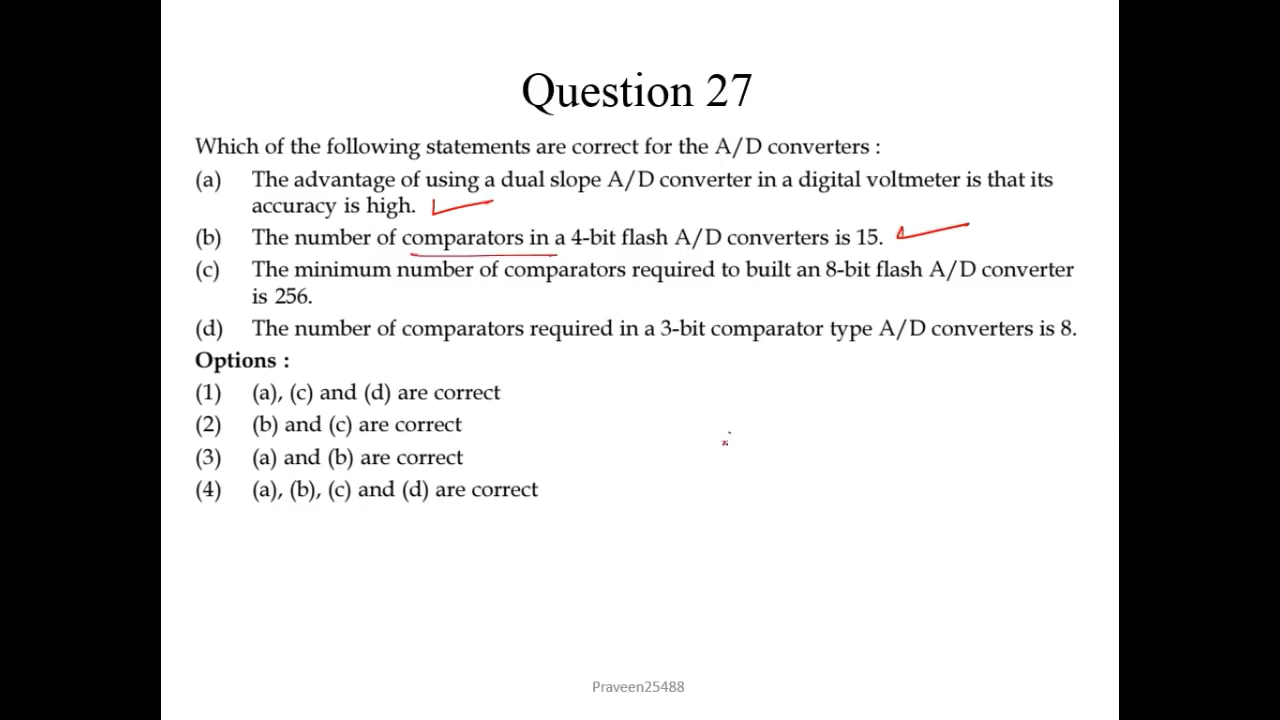 Question 27
Which of the following statements are correct for the A/D converters :
(a) The advantage of using a dual slope A/D converter in a digital voltmeter is that its
accuracy is high.
(b) The number of comparators in a 4-bit flash A/D converters is 15.
(c) The minimum number of comparators required to built an 8-bit flash A/D converter
is 256.
(d) The number of comparators required in a 3-bit comparator type A/D converters is 8.
Options :
(1) (a), (c) and (d) are correct
(2) (b) and (c) are correct
(3) (a) and (b) are correct
(4) (a), (b), (c) and (d) are correct
Praveen25488